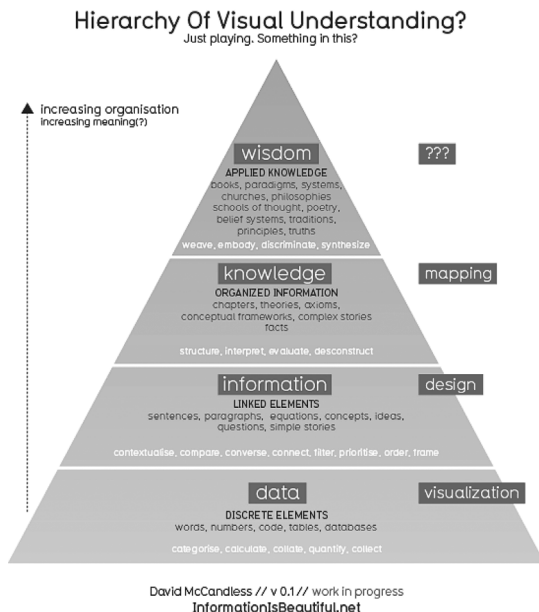 Hierarchy Of Visual Understanding?
Just playing. Something in this?
increasing organisation
increasing meaning(?)
wisdom
???
APPLIED KNOWLEDGE
books, paradigms, systems,
churches, philosophies
schools of thought, poetry,
belief systems, traditions,
principles, truths
weave, embody, discriminate, synthesize
knowledge
mapping
ORGANIZED INFORMATION
chapters, theories, axioms,
conceptual frameworks, complex stories
facts
structure, interpret, evaluate, desconstruct
information
design
LINKED ELEMENTS
sentences, paragraphs, equations, concepts, ideas,
questions, simple stories
contextualise, compare, converse, connect, filter, prioritise, order, frame
data
visualization
DISCRETE ELEMENTS
words, numbers, code, tables, databases
categorise, calculate, collate, quantify, collect
David McCandless // v 0.1 // work in progress
InformationIsBeautiful.net